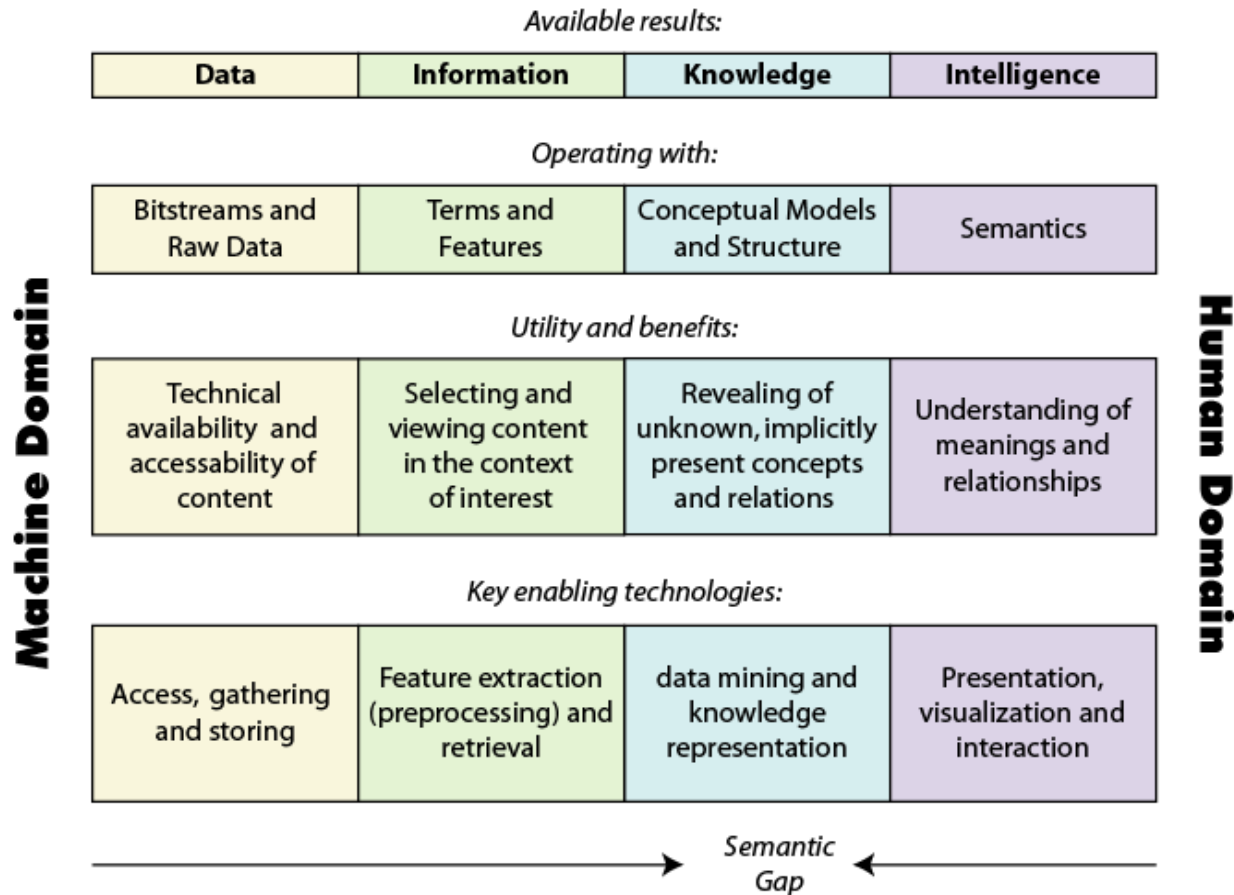 Available results:
Data Information Knowledge Intelligence
Operating with:
Bitstreams and
Raw Data
Terms and
Features
Conceptual Models
and Structure
Semantics
Utility and benefits:
Technical
availability and
accessability of
content
Selecting and
viewing content
in the context
of interest
Revealing of
unknown, implicitly
present concepts
and relations
Understanding of
meanings and
relationships
Key enabling technologies:
Access, gathering
and storing
Feature extraction
(preprocessing) and
retrieval
data mining and
knowledge
representation
Presentation,
visualization and
interaction
Semantic
Gap
Machine Domain
Human Domain